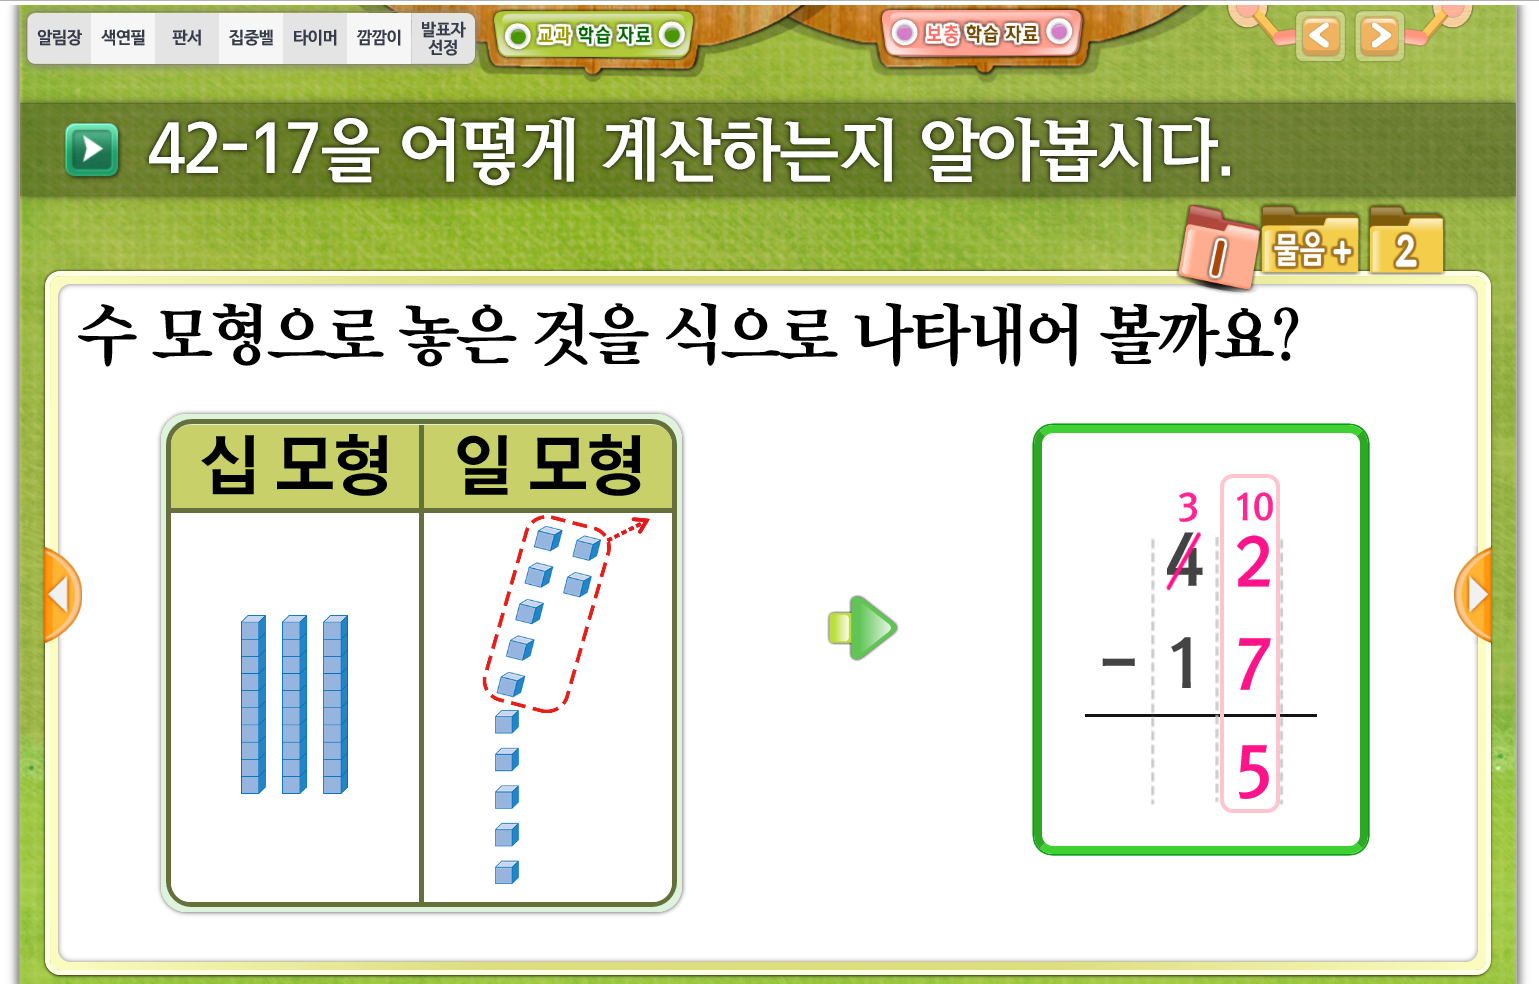 알림장 색연필 판서 집중벨 타이머 깜깜이 발표자 선정
교과 학습 자료 보충 학습 자료
42-17을 어떻게 계산하는지 알아봅시다.
1 물음+ 2
수 모형으로 놓은 것을 식으로 나타내어 볼까요?
십 모형 일 모형
3 10
4 2
- 1 7
5